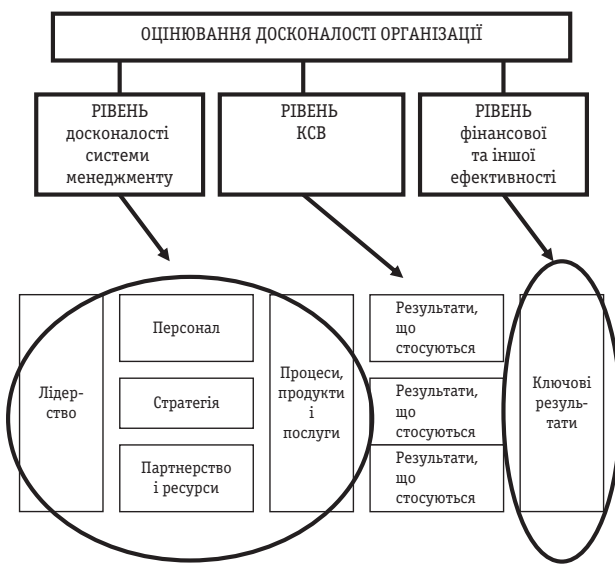 ОЦІНЮВАННЯ ДОСКОНАЛОСТІ ОРГАНІЗАЦІЇ
РІВЕНЬ
досконалості
системи
менеджменту
РІВЕНЬ
КСВ
РІВЕНЬ
фінансової
та іншої
ефективності
Лідер-
ство
Персонал
Стратегія
Партнерство
і ресурси
Процеси,
продукти
і
послуги
Результати,
що
стосуються
Результати,
що
стосуються
Результати,
що
стосуються
Ключові
резуль-
тати